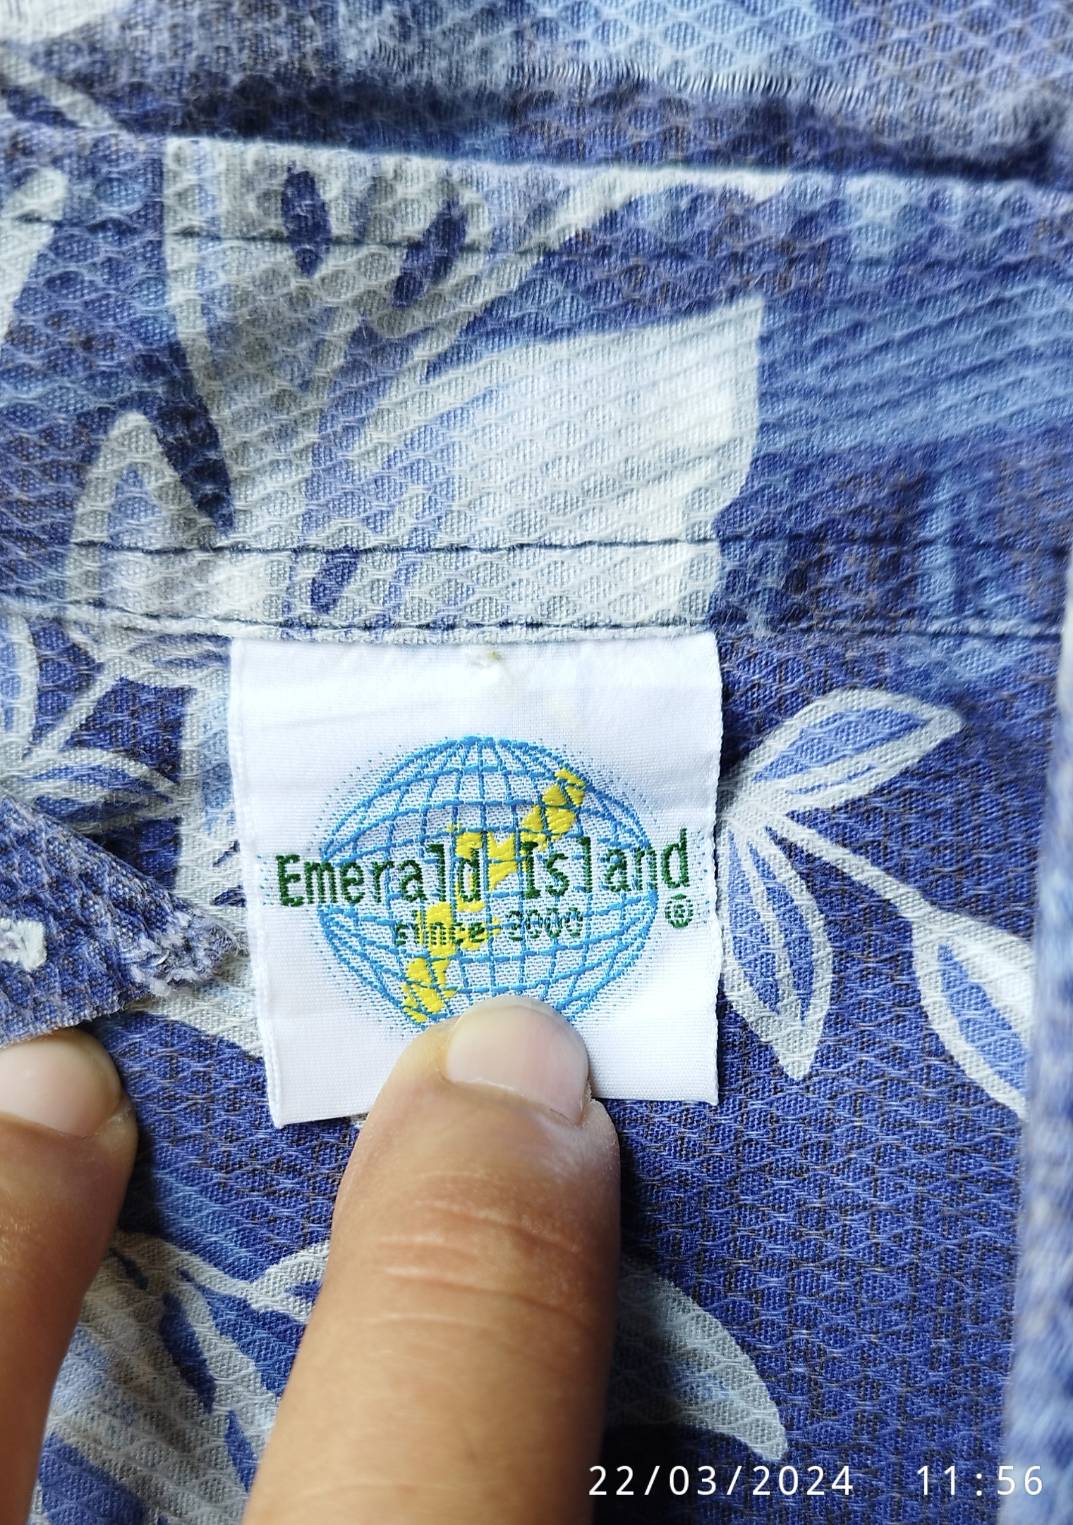 Emerald Island
since 2000
®
22/03/2024 11:56